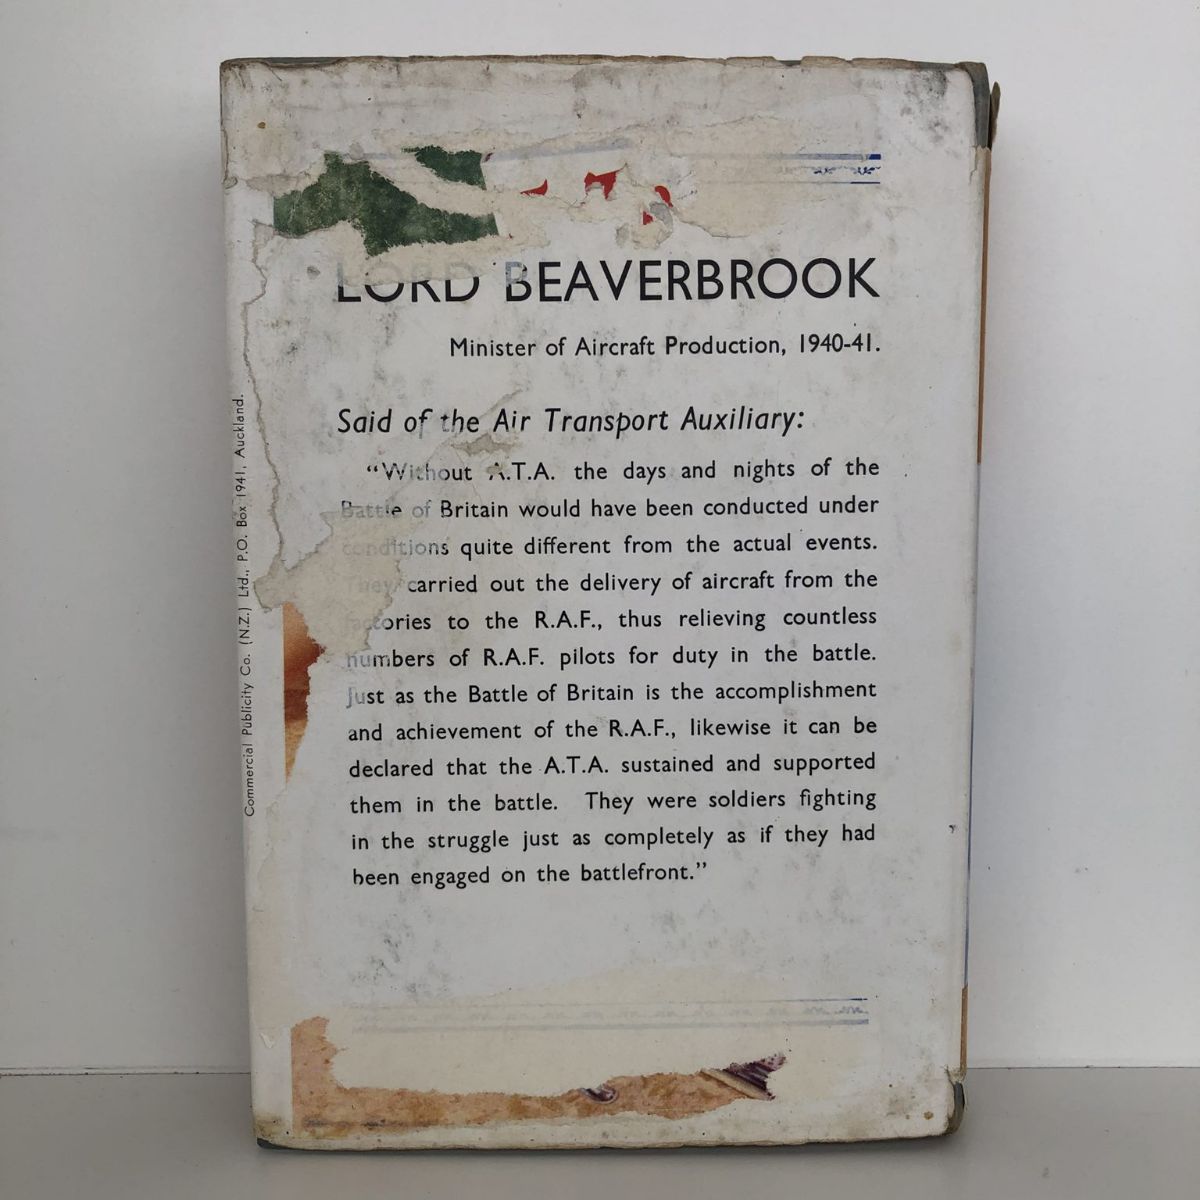 LORD BEAVERBROOK
Minister of Aircraft Production, 1940-41.
Said of the Air Transport Auxiliary:
“Without A.T.A. the days and nights of the
Battle of Britain would have been conducted under
conditions quite different from the actual events.
They carried out the delivery of aircraft from the
factories to the R.A.F., thus relieving countless
numbers of R.A.F. pilots for duty in the battle.
Just as the Battle of Britain is the accomplishment
and achievement of the R.A.F., likewise it can be
declared that the A.T.A. sustained and supported
them in the battle. They were soldiers fighting
in the struggle just as completely as if they had
been engaged on the battlefront.”
Commercial Publicity Co. (N.Z.) Ltd., P.O. Box 1941, Auckland.